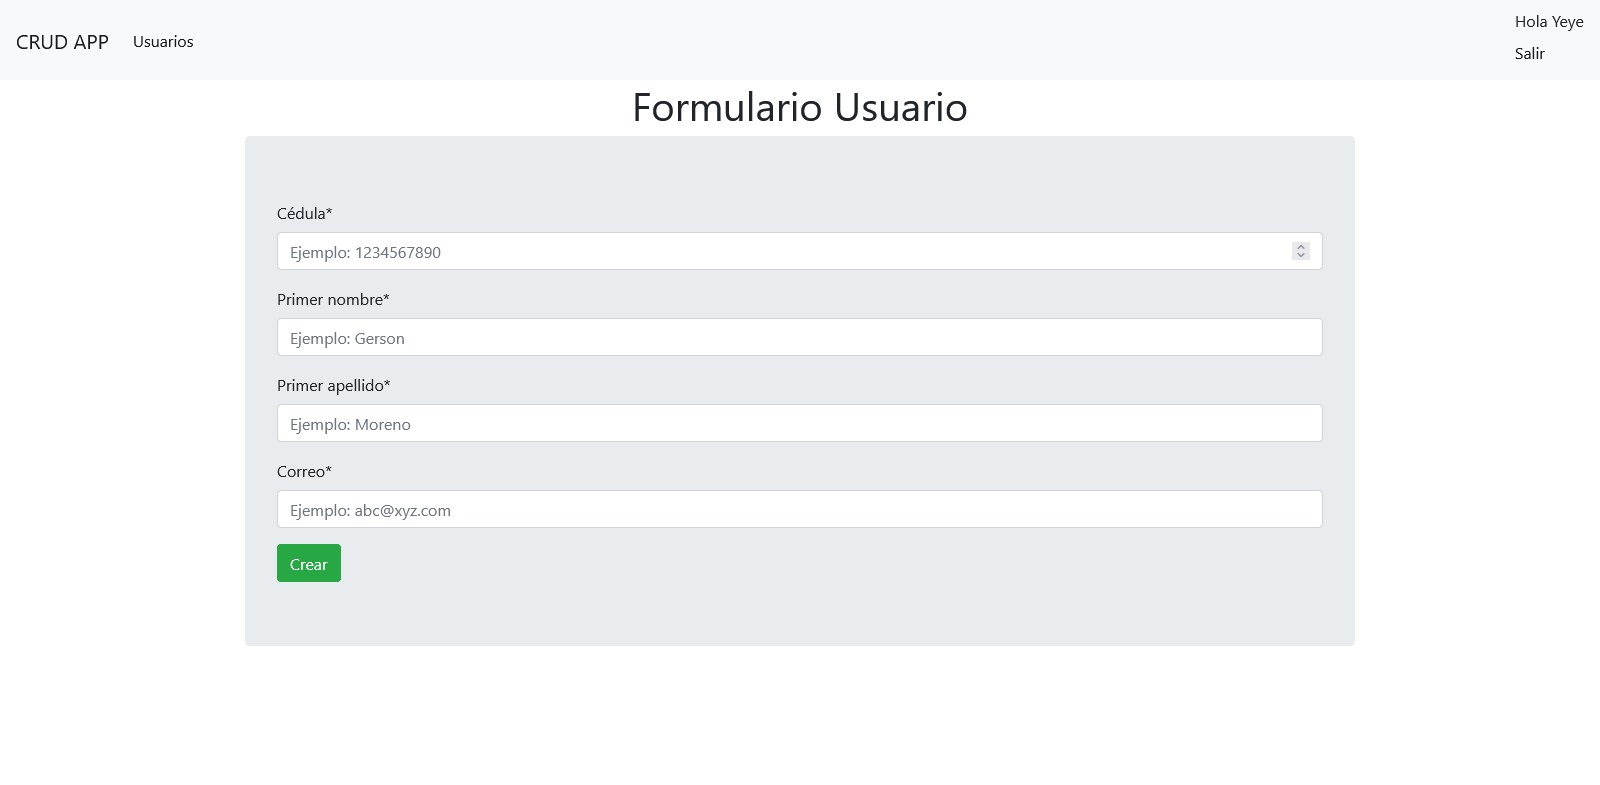 CRUD APP Usuarios
Hola Yeye
Salir
Formulario Usuario
Cédula*
Ejemplo: 1234567890
Primer nombre*
Ejemplo: Gerson
Primer apellido*
Ejemplo: Moreno
Correo*
Ejemplo: abc@xyz.com
Crear